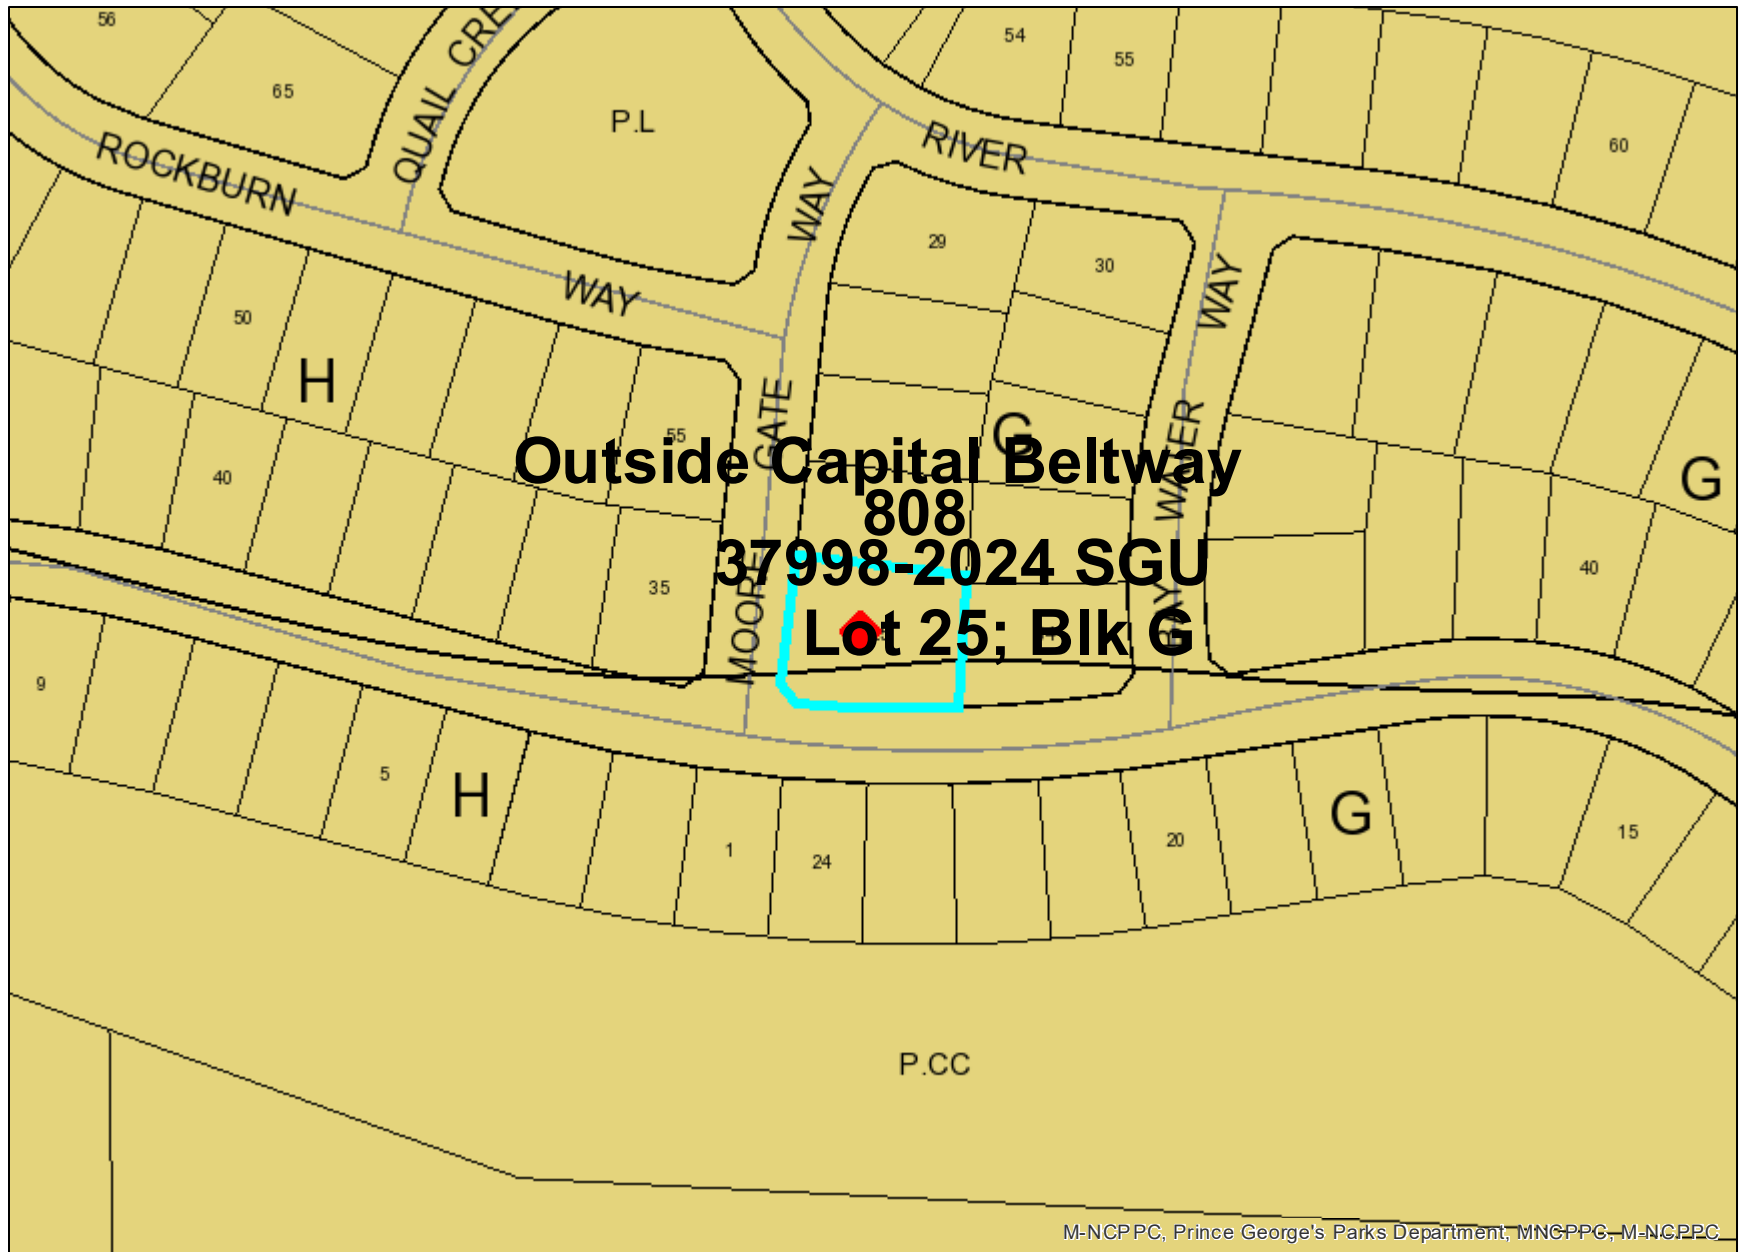 56
54
55
65
QUAIL CRE
P.L
60
ROCKBURN
RIVER
WAY
29
30
WAY
WAY
50
H
GATE
55
G
WATER
G
40
Outside Capital Beltway
808
37998-2024 SGU
Lot 25; Blk G
35
MOORE
BAY
40
9
5
H
1
24
20
G
15
P.CC
M-NCPPC, Prince George's Parks Department, MNCPPC, M-NCPPC